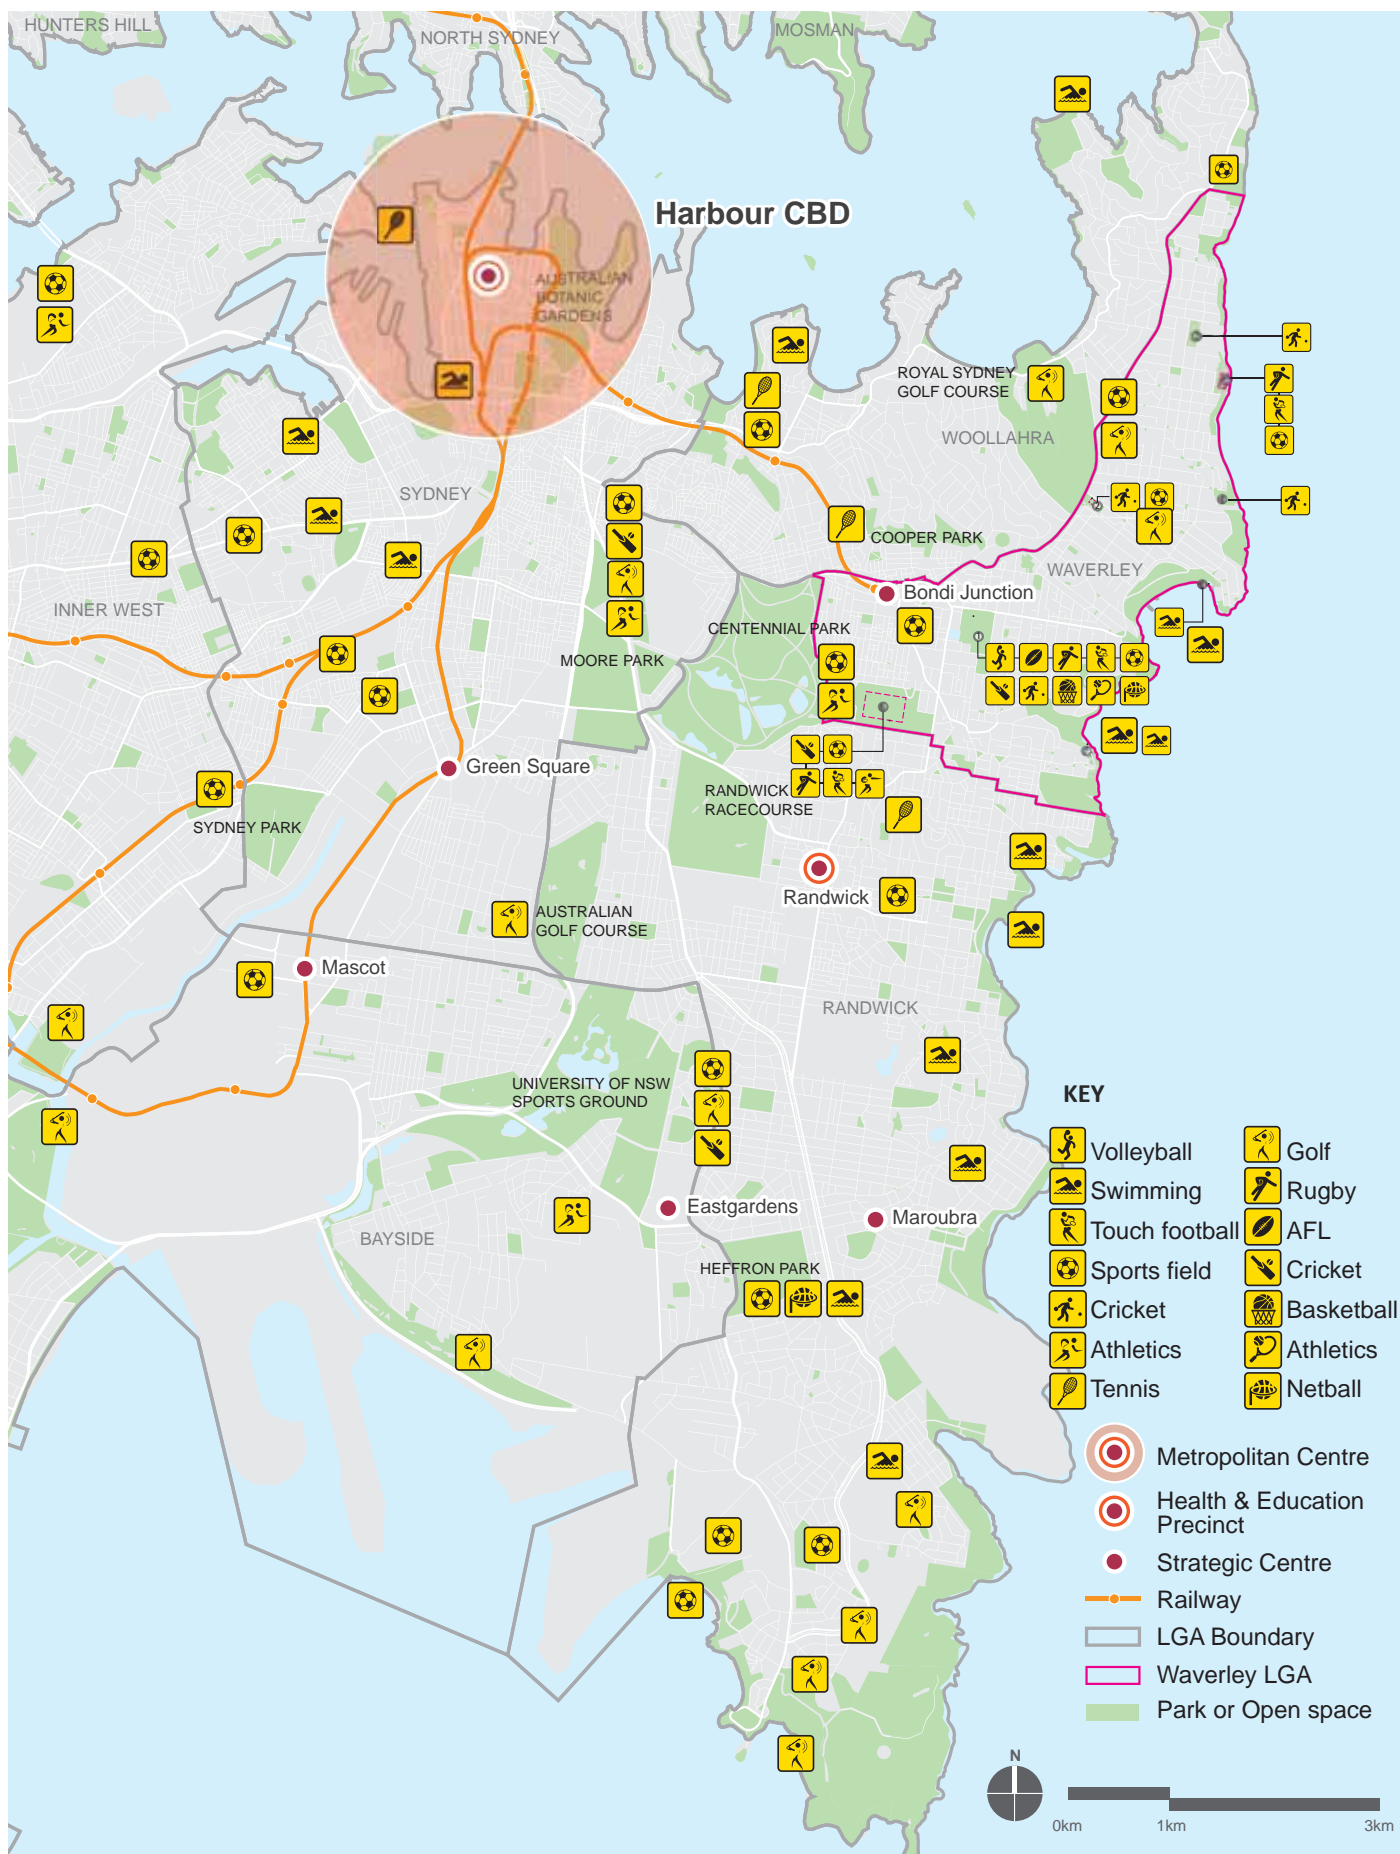 HUNTERS HILL
NORTH SYDNEY
MOSMAN
Harbour CBD
AUSTRALIAN
BOTANIC
GARDENS
ROYAL SYDNEY
GOLF COURSE
WOOLLAHRA
SYDNEY
2
COOPER PARK
INNER WEST
WAVERLEY
Bondi Junction
CENTENNIAL PARK
1
MOORE PARK
Green Square
RANDWICK
RACECOURSE
SYDNEY PARK
Randwick
AUSTRALIAN
GOLF COURSE
Mascot
RANDWICK
UNIVERSITY OF NSW
SPORTS GROUND
Eastgardens
Maroubra
BAYSIDE
HEFFRON PARK
KEY
Volleyball
Golf
Swimming
Rugby
Touch football
AFL
Sports field
Cricket
Cricket
Basketball
Athletics
Athletics
Tennis
Netball
Metropolitan Centre
Health & Education
Precinct
Strategic Centre
Railway
LGA Boundary
Waverley LGA
Park or Open space
N
0km
1km
3km